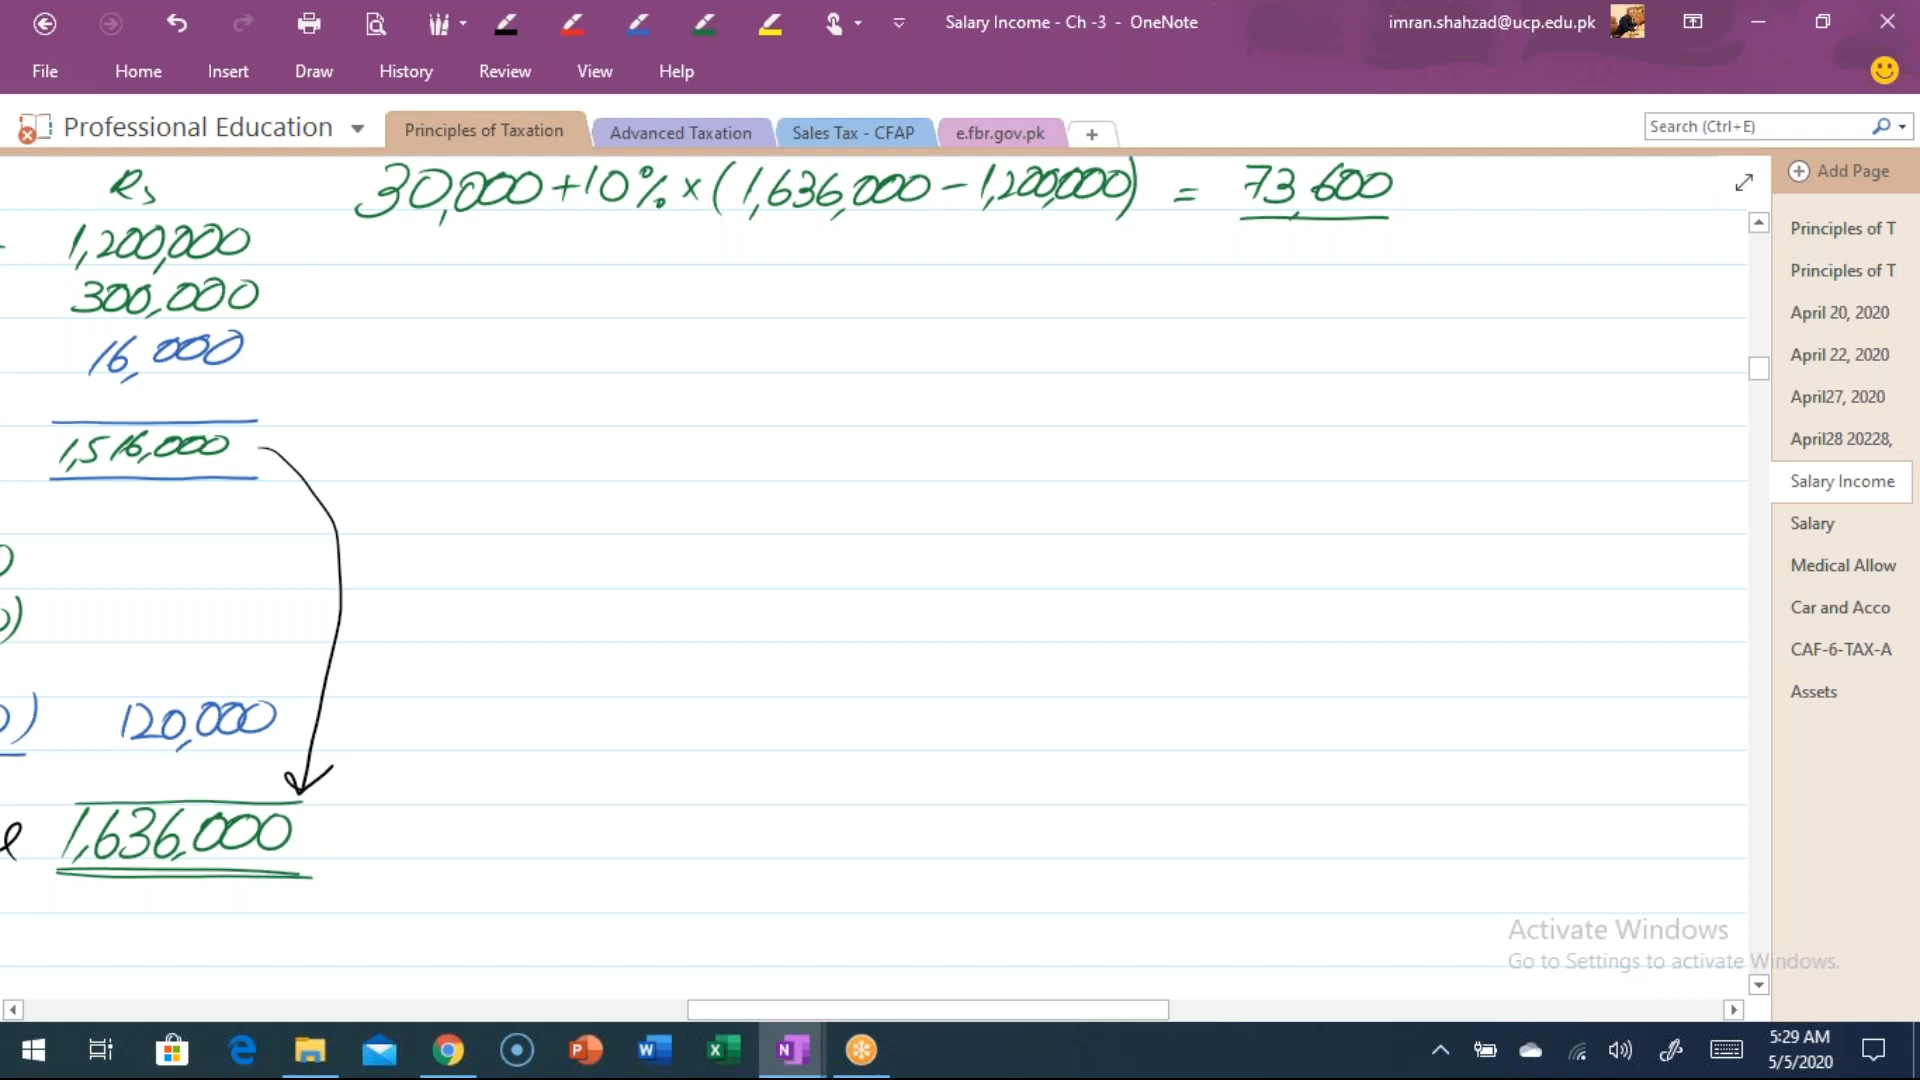 Salary Income - Ch -3 - OneNote
imran.shahzad@ucp.edu.pk
File Home Insert Draw History Review View Help
Professional Education
Principles of Taxation
Advanced Taxation
Sales Tax - CFAP
e.fbr.gov.pk
Search (Ctrl+E)
Add Page
Rs
30,000 + 10% × (1,636,000 - 1,200,000) = 73,600
1,200,000
300,000
16,000
1,516,000
120,000
1,636,000
Principles of T
Principles of T
April 20, 2020
April 22, 2020
April27, 2020
April28 20228,
Salary Income
Salary
Medical Allow
Car and Acco
CAF-6-TAX-A
Assets
Activate Windows
Go to Settings to activate Windows.
5:29 AM
5/5/2020